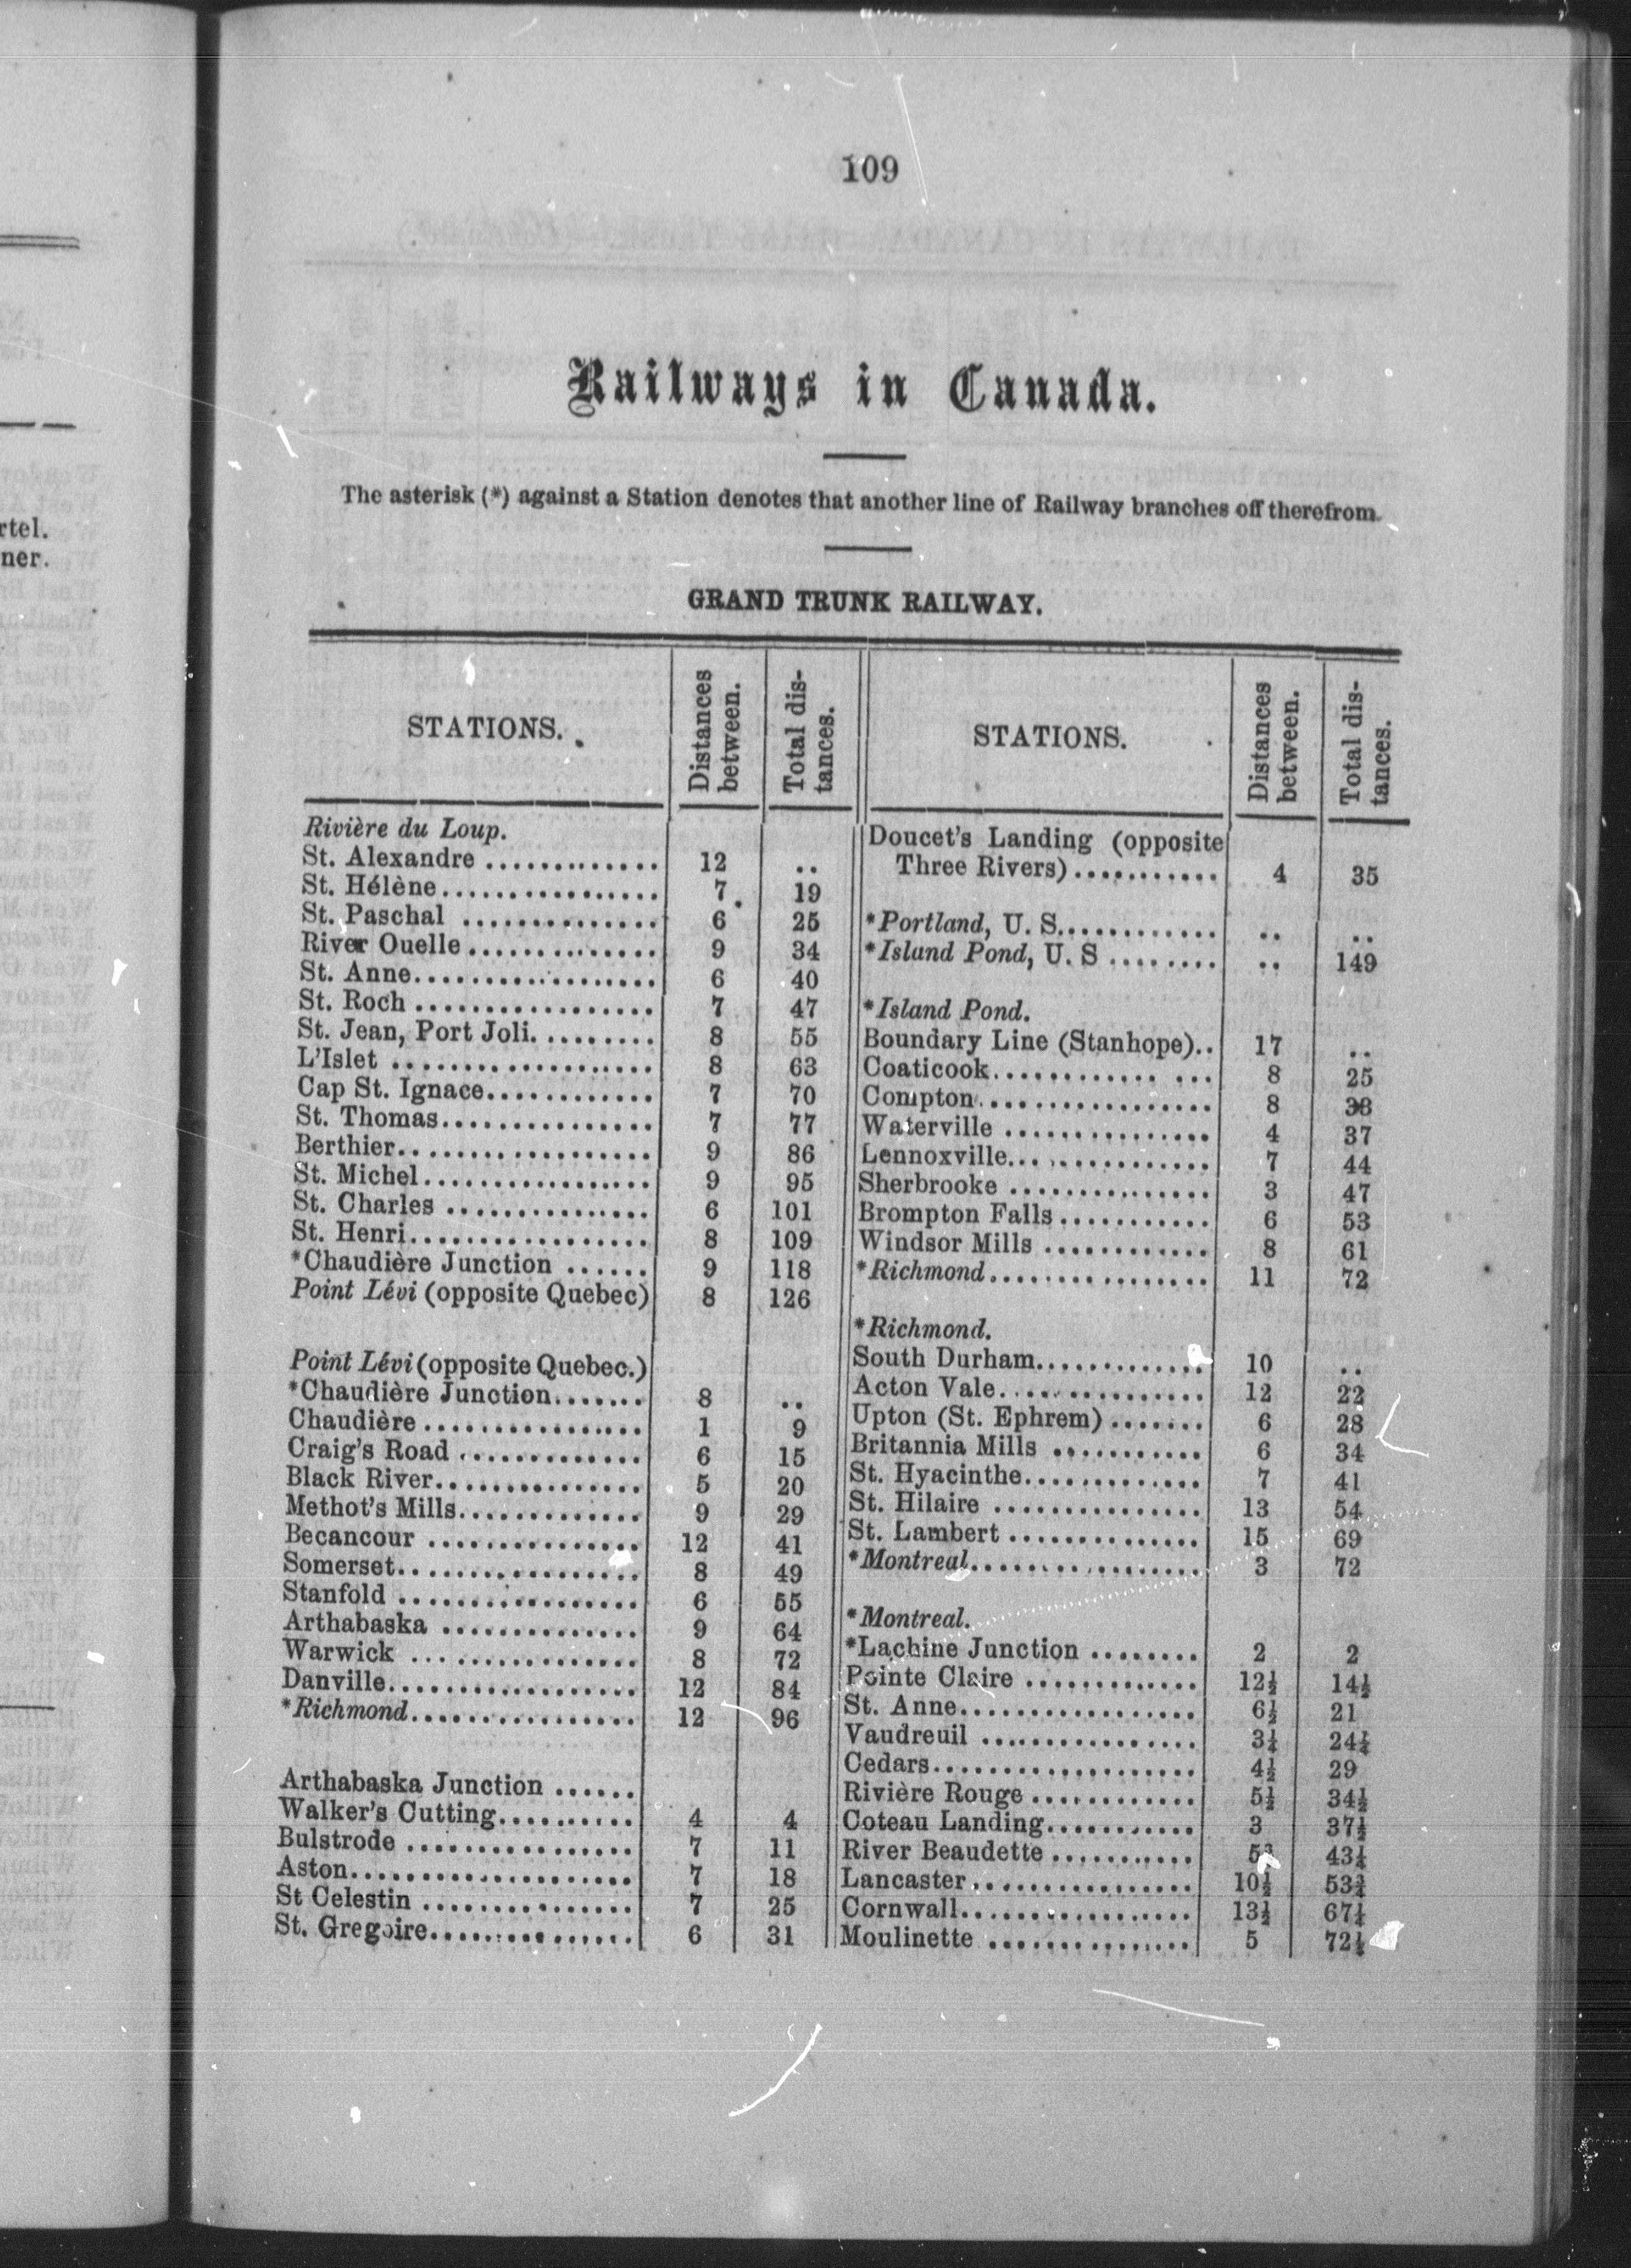 109
Railways in Canada.
The asterisk (*) against a Station denotes that another line of Railway branches off therefrom.
GRAND TRUNK RAILWAY.
STATIONS. Distances between. Total distances.
Rivière du Loup.
St. Alexandre ............. 12 ..
St. Hélène................ 7 19
St. Paschal .............. 6 25
River Ouelle.............. 9 34
St. Anne.................. 6 40
St. Roch ................. 7 47
St. Jean, Port Joli......... 8 55
L'Islet ................... 8 63
Cap St. Ignace............ 7 70
St. Thomas............... 7 77
Berthier.................. 9 86
St. Michel................. 9 95
St. Charles ............... 6 101
St. Henri................. 8 109
*Chaudière Junction ...... 9 118
Point Lévi (opposite Quebec) 8 126
Point Lévi (opposite Quebec.)
*Chaudière Junction....... 8 ..
Chaudière ................ 1 9
Craig's Road ............. 6 15
Black River............... 5 20
Methot's Mills............. 9 29
Becancour ............... 12 41
Somerset................. 8 49
Stanfold ................. 6 55
Arthabaska .............. 9 64
Warwick ................ 8 72
Danville.................. 12 84
*Richmond................ 12 96
Arthabaska Junction ......
Walker's Cutting.......... 4 4
Bulstrode ................ 7 11
Aston.................... 7 18
St Celestin ............... 7 25
St. Gregoire............... 6 31
STATIONS. Distances between. Total distances.
Doucet's Landing (opposite
Three Rivers)........... 4 35
*Portland, U. S............ .. ..
*Island Pond, U. S ........ .. 149
*Island Pond.
Boundary Line (Stanhope).. 17 ..
Coaticook............ ... 8 25
Compton................. 8 33
Waterville ............... 4 37
Lennoxville............... 7 44
Sherbrooke ............... 3 47
Brompton Falls........... 6 53
Windsor Mills ............ 8 61
*Richmond................ 11 72
*Richmond.
South Durham............. 10 ..
Acton Vale............... 12 22
Upton (St. Ephrem) ....... 6 28
Britannia Mills ........... 6 34
St. Hyacinthe............. 7 41
St. Hilaire ............... 13 54
St. Lambert .............. 15 69
*Montreal................. 3 72
*Montreal.
*Lachine Junction ........ 2 2
Pointe Claire ............. 12½ 14½
St. Anne.................. 6½ 21
Vaudreuil ................ 3¼ 24¼
Cedars................... 4½ 29
Rivière Rouge ............ 5½ 34½
Coteau Landing........... 3 37½
River Beaudette ........... 43¼
Lancaster................. 10½ 53¾
Cornwall.................. 13½ 67¼
Moulinette ............... 5 72¼
rtel.
ner.